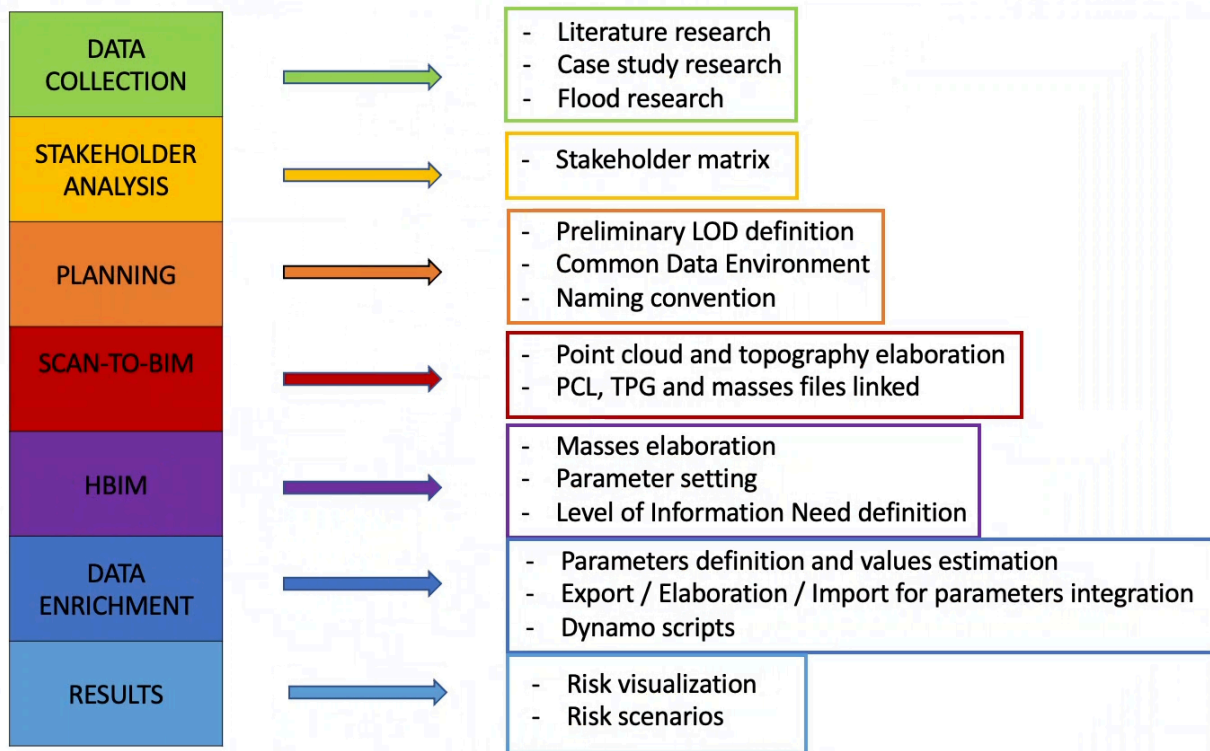 DATA
COLLECTION
- Literature research
- Case study research
- Flood research
STAKEHOLDER
ANALYSIS
- Stakeholder matrix
PLANNING
- Preliminary LOD definition
- Common Data Environment
- Naming convention
SCAN-TO-BIM
- Point cloud and topography elaboration
- PCL, TPG and masses files linked
HBIM
- Masses elaboration
- Parameter setting
- Level of Information Need definition
DATA
ENRICHMENT
- Parameters definition and values estimation
- Export / Elaboration / Import for parameters integration
- Dynamo scripts
RESULTS
- Risk visualization
- Risk scenarios